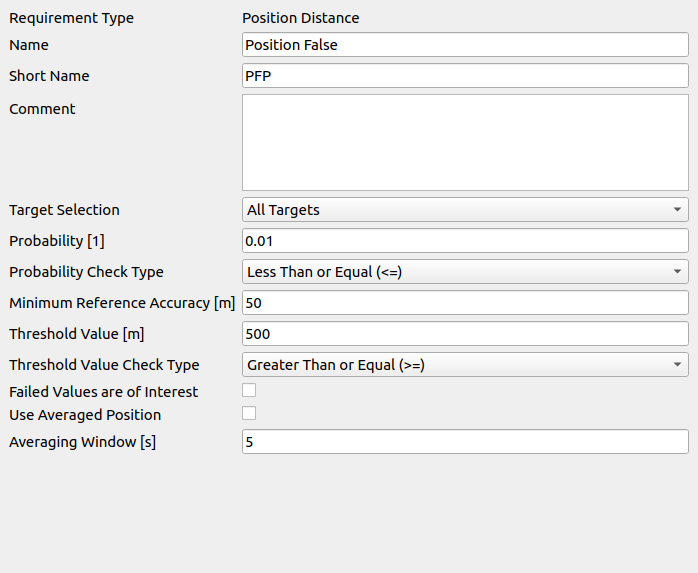 Requirement Type Position Distance
Name Position False
Short Name PFP
Comment
Target Selection All Targets
Probability [1] 0.01
Probability Check Type Less Than or Equal (<=)
Minimum Reference Accuracy [m] 50
Threshold Value [m] 500
Threshold Value Check Type Greater Than or Equal (>=)
Failed Values are of Interest
Use Averaged Position
Averaging Window [s] 5